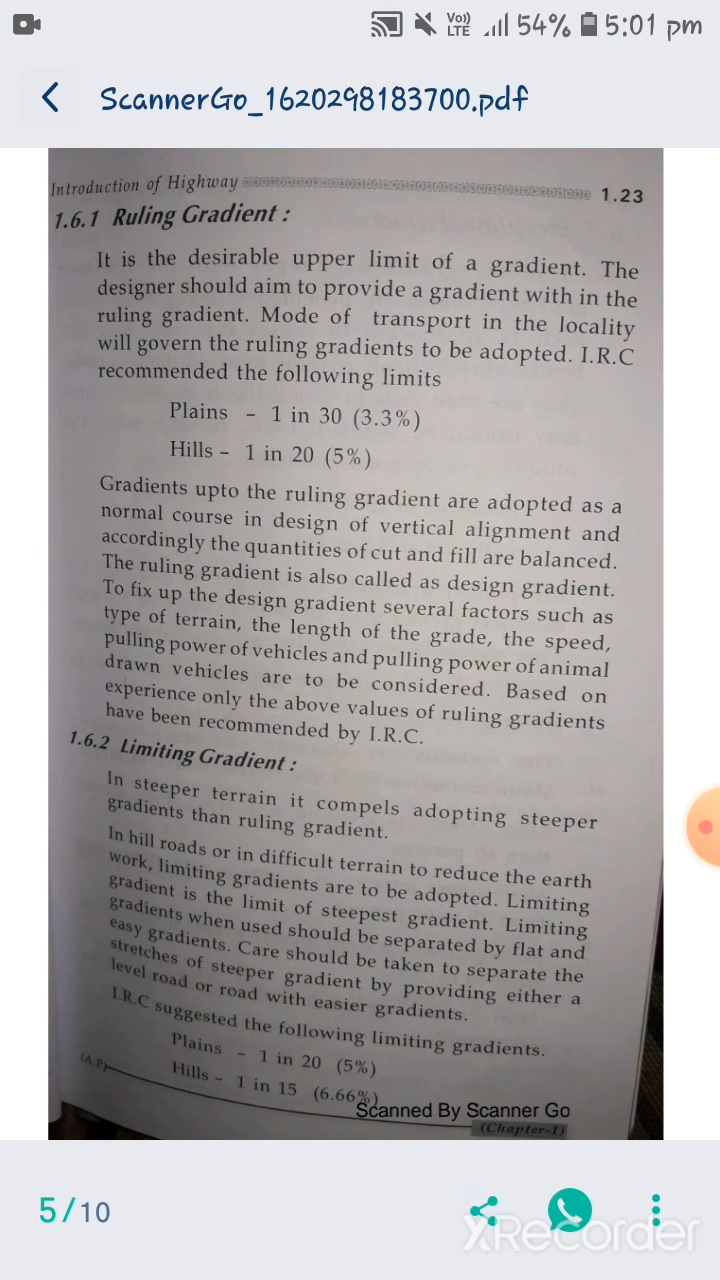 Vo))
LTE
54%
5:01 pm
ScannerGo_1620298183700.pdf
Introduction of Highway
1.23
1.6.1 Ruling Gradient :
It is the desirable upper limit of a gradient. The
designer should aim to provide a gradient with in the
ruling gradient. Mode of transport in the locality
will govern the ruling gradients to be adopted. I.R.C
recommended the following limits
Plains - 1 in 30 (3.3%)
Hills - 1 in 20 (5%)
Gradients upto the ruling gradient are adopted as a
normal course in design of vertical alignment and
accordingly the quantities of cut and fill are balanced.
The ruling gradient is also called as design gradient.
To fix up the design gradient several factors such as
type of terrain, the length of the grade, the speed,
pulling power of vehicles and pulling power of animal
drawn vehicles are to be considered. Based on
experience only the above values of ruling gradients
have been recommended by I.R.C.
1.6.2 Limiting Gradient :
In steeper terrain it compels adopting steeper
gradients than ruling gradient.
In hill roads or in difficult terrain to reduce the earth
work, limiting gradients are to be adopted. Limiting
gradient is the limit of steepest gradient. Limiting
gradients when used should be separated by flat and
easy gradients. Care should be taken to separate the
stretches of steeper gradient by providing either a
level road or road with easier gradients.
I.R.C suggested the following limiting gradients.
Plains - 1 in 20 (5%)
Hills - 1 in 15 (6.66%)
(A.P)
Scanned By Scanner Go
(Chapter-1)
5/10
XRecorder